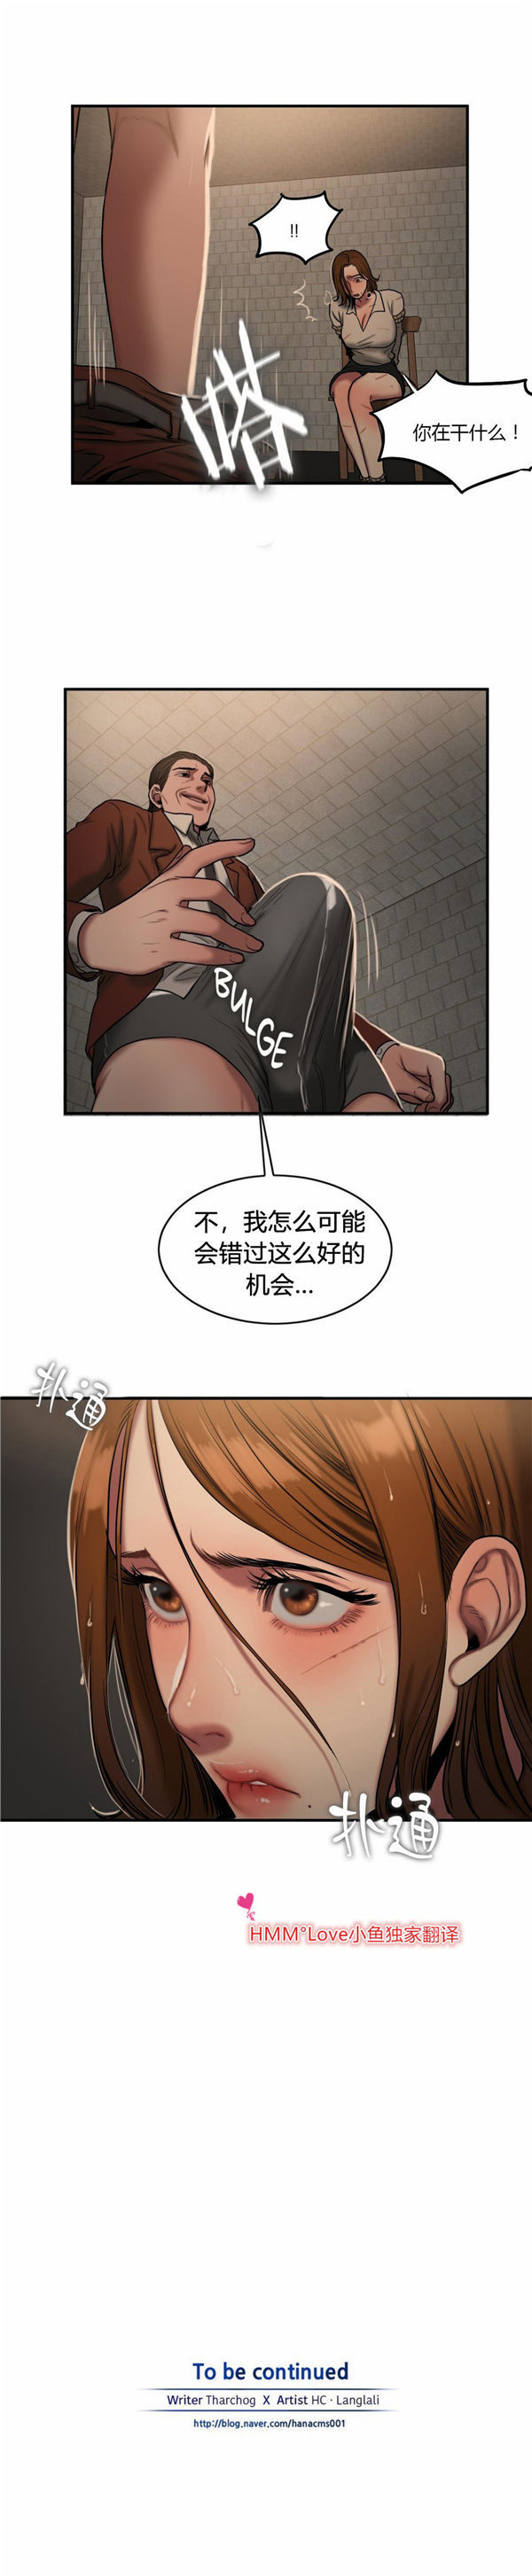 !!
嗒
你在干什么！
BULGE
不，我怎么可能
会错过这么好的
机会...
扑通
扑通
HMM°Love小鱼独家翻译
To be continued
Writer Tharchog X Artist HC · Langlali
http://blog.naver.com/hanacms001